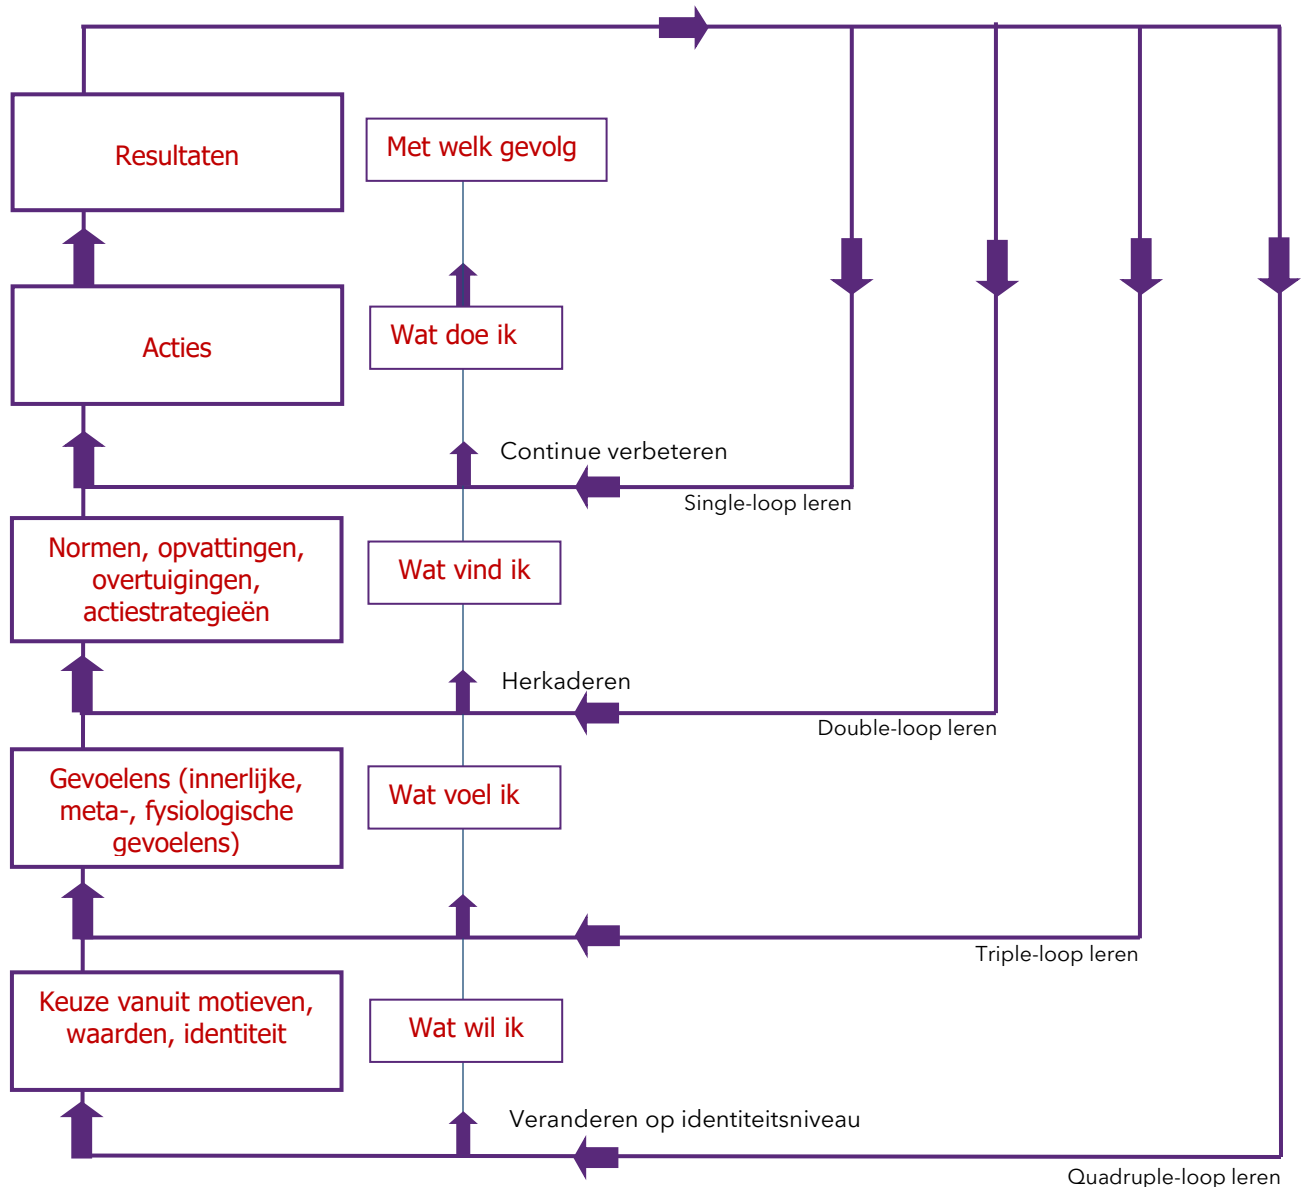 Resultaten
Met welk gevolg
Acties
Wat doe ik
Continue verbeteren
Single-loop leren
Normen, opvattingen,
overtuigingen,
actiestrategieën
Wat vind ik
Herkaderen
Double-loop leren
Gevoelens (innerlijke,
meta-, fysiologische
gevoelens)
Wat voel ik
Triple-loop leren
Keuze vanuit motieven,
waarden, identiteit
Wat wil ik
Veranderen op identiteitsniveau
Quadruple-loop leren